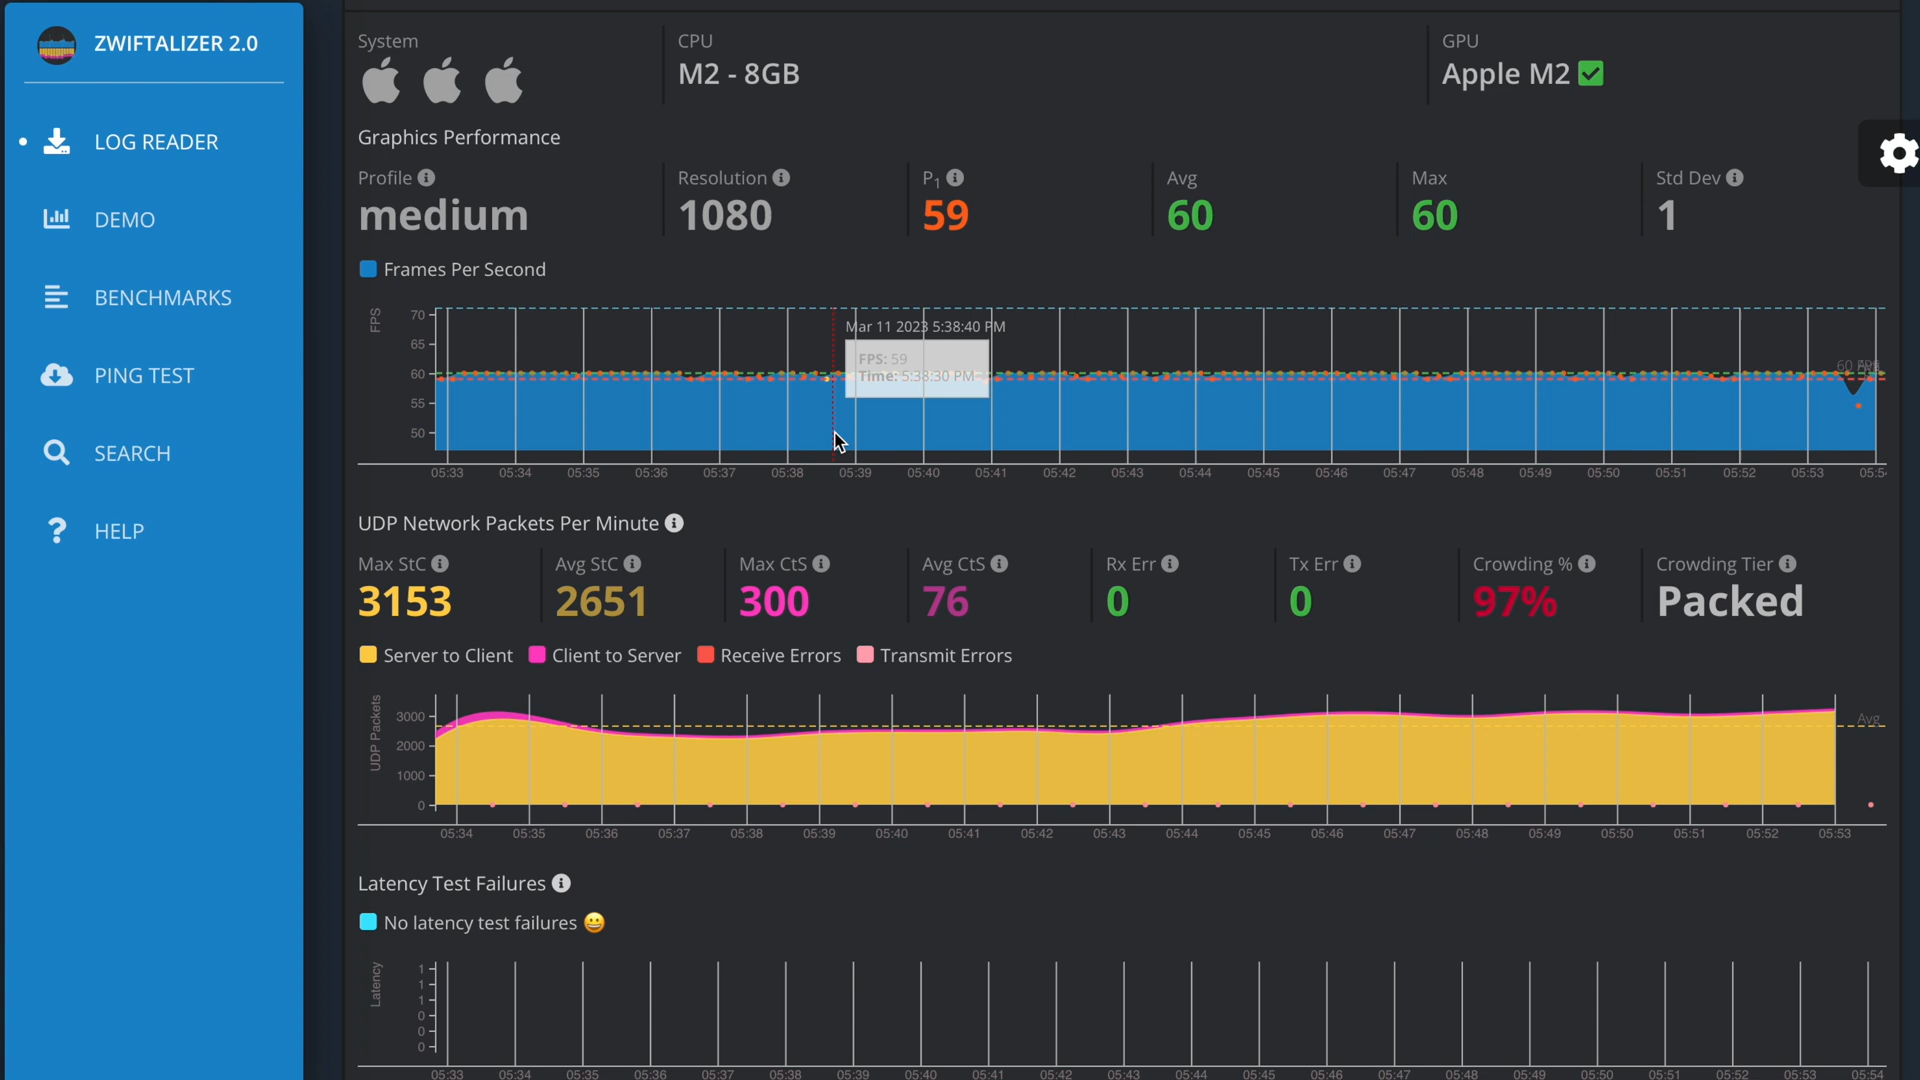 ZWIFTALIZER 2.0
LOG READER
DEMO
BENCHMARKS
PING TEST
SEARCH
HELP
System
CPU
M2 - 8GB
GPU
Apple M2
Graphics Performance
Profile
medium
Resolution
1080
P1
59
Avg
60
Max
60
Std Dev
1
Frames Per Second
FPS
70
65
60
55
50
Mar 11 2023 5:38:40 PM
FPS: 59
Time: 5:38:30 PM
05:33 05:34 05:35 05:36 05:37 05:38 05:39 05:40 05:41 05:42 05:43 05:44 05:45 05:46 05:47 05:48 05:49 05:50 05:51 05:52 05:53
UDP Network Packets Per Minute
Max StC
3153
Avg StC
2651
Max CtS
300
Avg CtS
76
Rx Err
0
Tx Err
0
Crowding %
97%
Crowding Tier
Packed
Server to Client Client to Server Receive Errors Transmit Errors
UDP Packets
3000
2000
1000
0
Avg
05:34 05:35 05:36 05:37 05:38 05:39 05:40 05:41 05:42 05:43 05:44 05:45 05:46 05:47 05:48 05:49 05:50 05:51 05:52 05:53
Latency Test Failures
No latency test failures
Latency
1
1
1
0
0
0
05:33 05:34 05:35 05:36 05:37 05:38 05:39 05:40 05:41 05:42 05:43 05:44 05:45 05:46 05:47 05:48 05:49 05:50 05:51 05:52 05:53 05:54